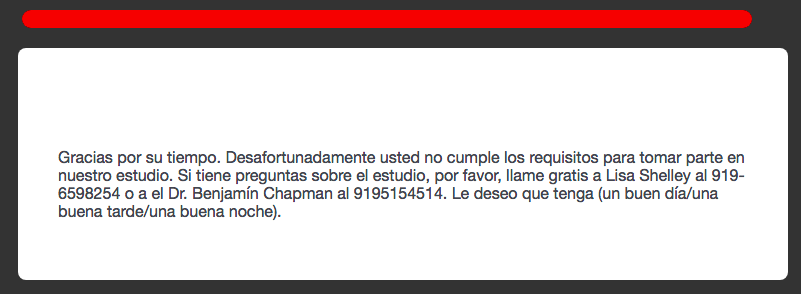 Gracias por su tiempo. Desafortunadamente usted no cumple los requisitos para tomar parte en
nuestro estudio. Si tiene preguntas sobre el estudio, por favor, llame gratis a Lisa Shelley al 919-
6598254 o a el Dr. Benjamín Chapman al 9195154514. Le deseo que tenga (un buen día/una
buena tarde/una buena noche).